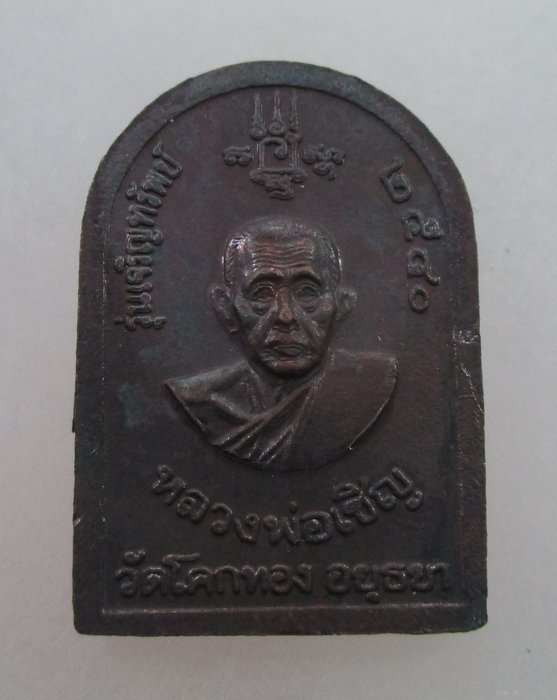 รุ่นเจริญทรัพย์
๒๕๔๐
หลวงพ่อเชิญ
วัดโคกทอง อยุธยา